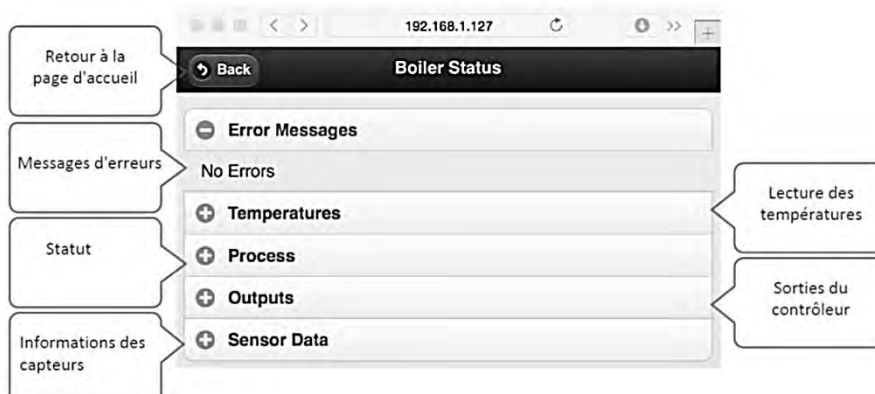 192.168.1.127
Retour à la
page d'accueil
Back
Boiler Status
Messages d'erreurs
Error Messages
No Errors
Lecture des
températures
Temperatures
Statut
Process
Sorties du
contrôleur
Outputs
Informations des
capteurs
Sensor Data